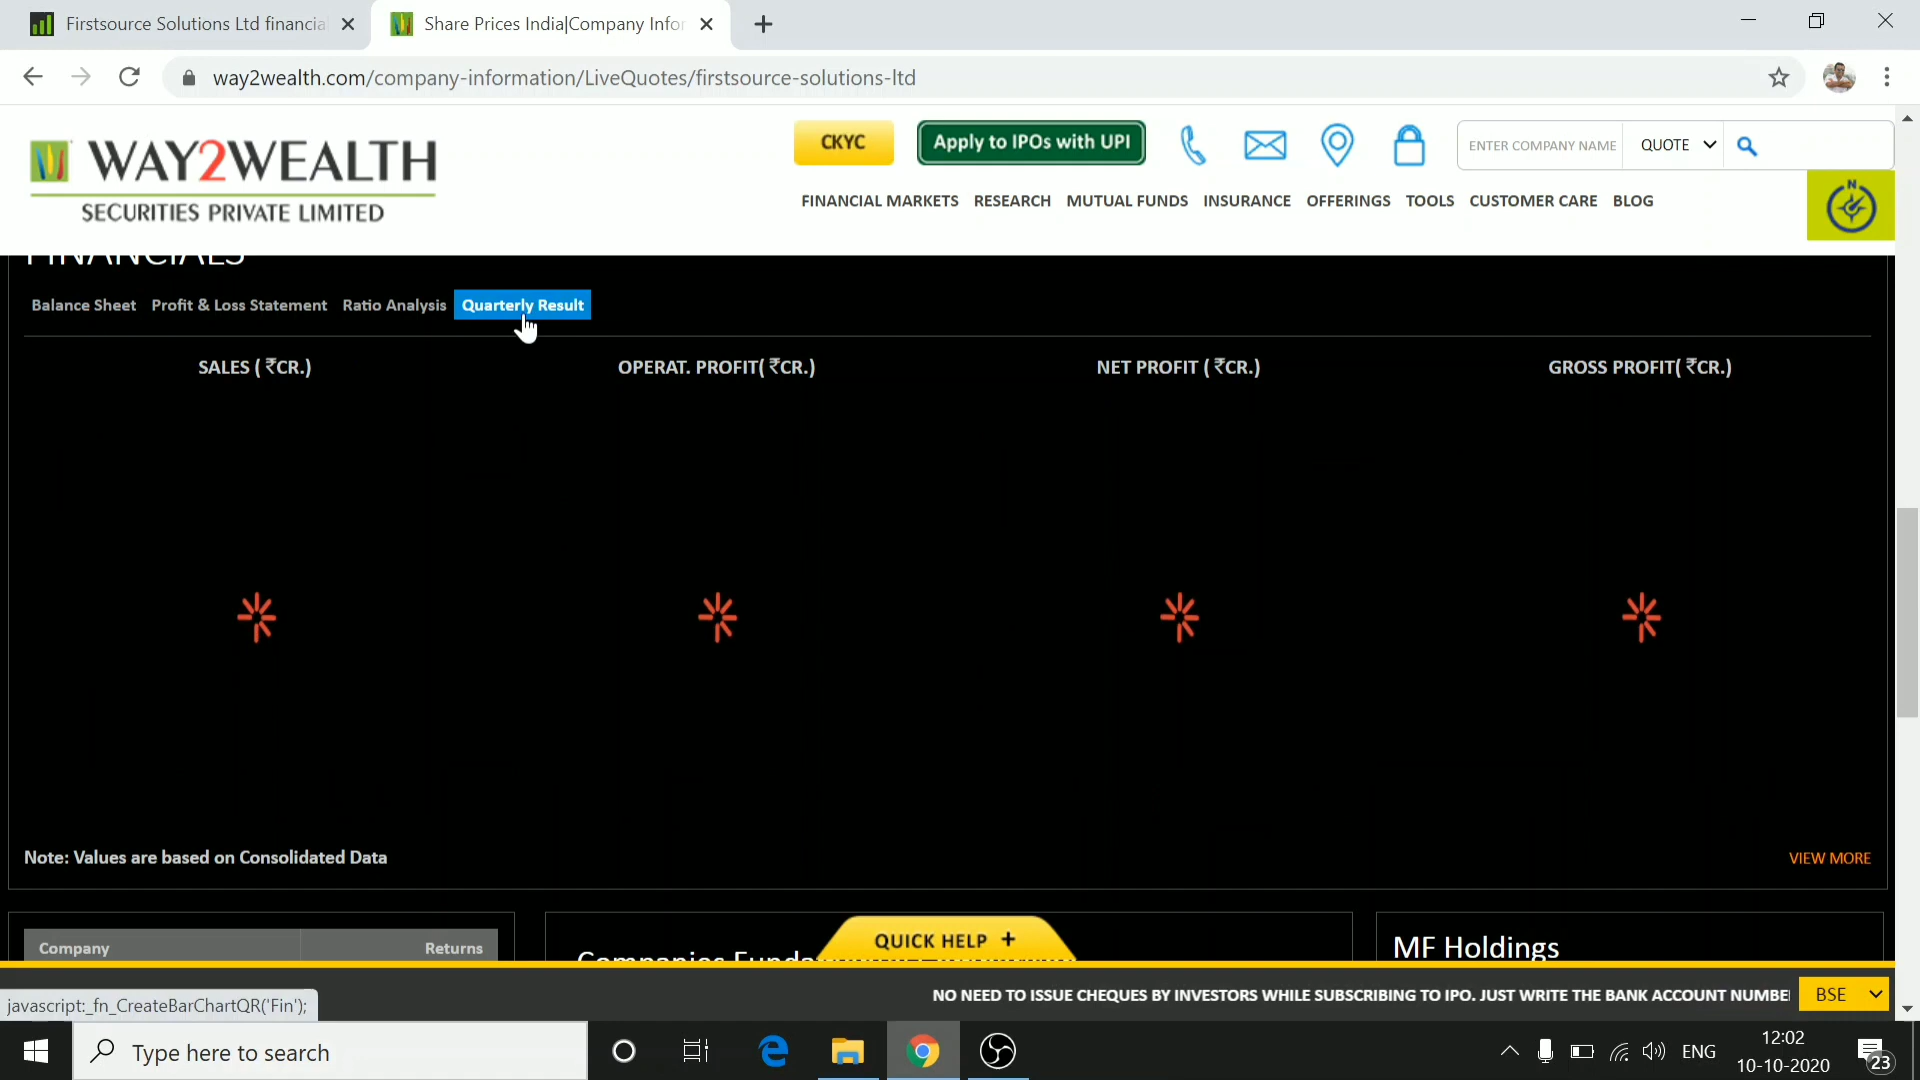 Firstsource Solutions Ltd financia
Share Prices India|Company Infor
way2wealth.com/company-information/LiveQuotes/firstsource-solutions-ltd
WAY2WEALTH
SECURITIES PRIVATE LIMITED
CKYC
Apply to IPOs with UPI
ENTER COMPANY NAME
QUOTE
N
FINANCIAL MARKETS RESEARCH MUTUAL FUNDS INSURANCE OFFERINGS TOOLS CUSTOMER CARE BLOG
FINANCIALS
Balance Sheet Profit & Loss Statement Ratio Analysis Quarterly Result
SALES ( ₹CR.)
OPERAT. PROFIT( ₹CR.)
NET PROFIT ( ₹CR.)
GROSS PROFIT( ₹CR.)
Note: Values are based on Consolidated Data
VIEW MORE
Company Returns
Companies Funda
QUICK HELP +
MF Holdings
javascript:_fn_CreateBarChartQR('Fin');
NO NEED TO ISSUE CHEQUES BY INVESTORS WHILE SUBSCRIBING TO IPO. JUST WRITE THE BANK ACCOUNT NUMBE
BSE
Type here to search
ENG
12:02
10-10-2020
23